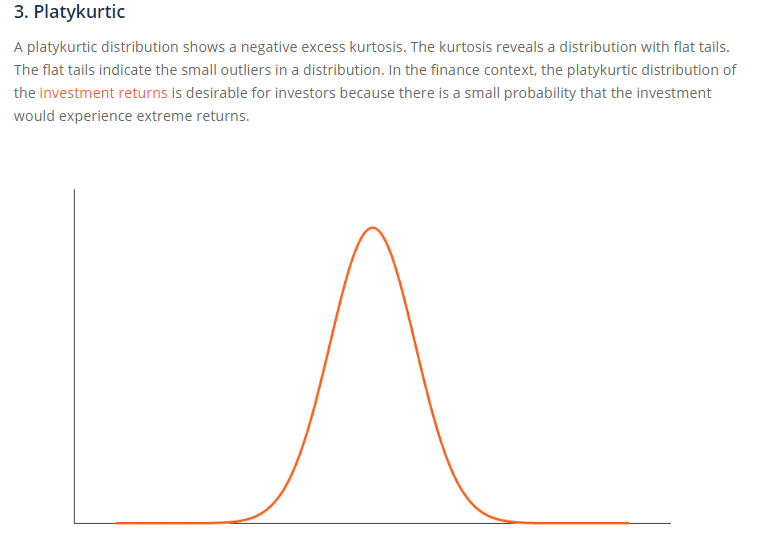 3. Platykurtic
A platykurtic distribution shows a negative excess kurtosis. The kurtosis reveals a distribution with flat tails.
The flat tails indicate the small outliers in a distribution. In the finance context, the platykurtic distribution of
the investment returns is desirable for investors because there is a small probability that the investment
would experience extreme returns.